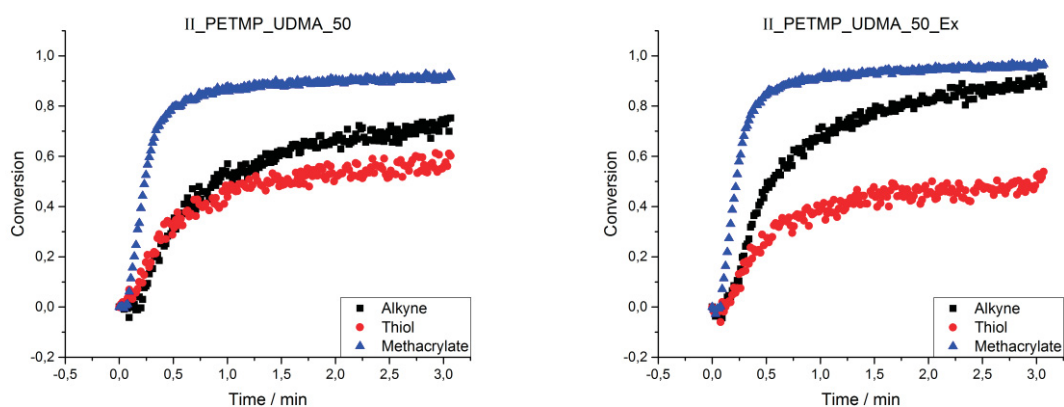 II_PETMP_UDMA_50
1,0
0,8
0,6
0,4
0,2
0,0
-0,2
Conversion
Alkyne
Thiol
Methacrylate
-0,5 0,0 0,5 1,0 1,5 2,0 2,5 3,0
Time / min
II_PETMP_UDMA_50_Ex
1,0
0,8
0,6
0,4
0,2
0,0
-0,2
Conversion
Alkyne
Thiol
Methacrylate
-0,5 0,0 0,5 1,0 1,5 2,0 2,5 3,0
Time / min